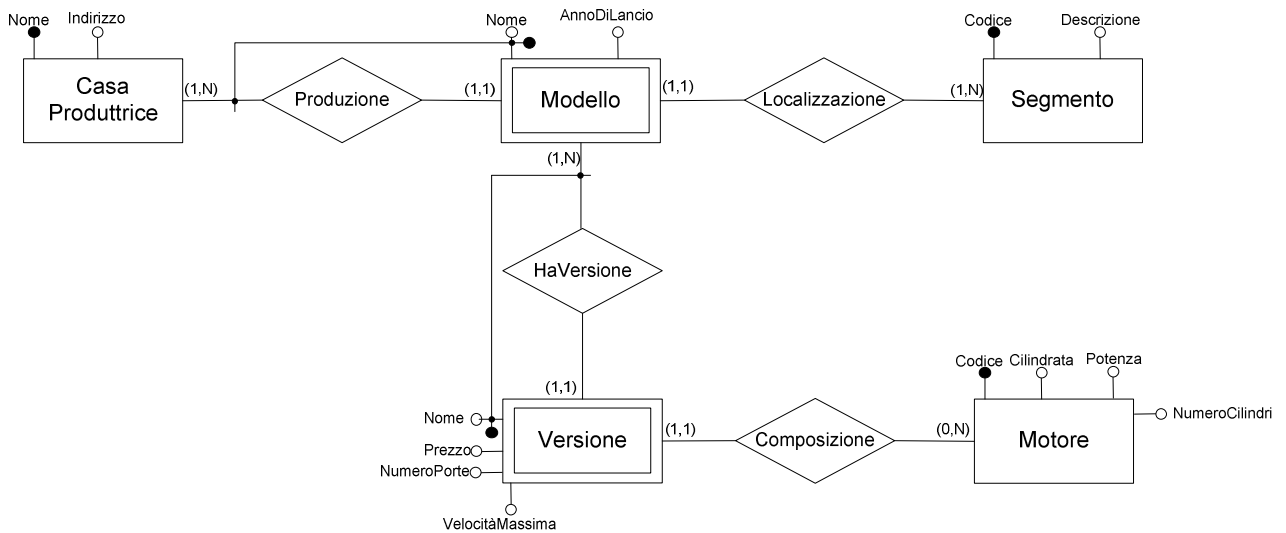 Nome
Indirizzo
Nome
AnnoDiLancio
Codice
Descrizione
Casa
Produttrice
(1,N)
Produzione
(1,1)
Modello
(1,1)
Localizzazione
(1,N)
Segmento
(1,N)
HaVersione
(1,1)
Codice
Cilindrata
Potenza
NumeroCilindri
Nome
Prezzo
NumeroPorte
VelocitàMassima
Versione
(1,1)
Composizione
(0,N)
Motore